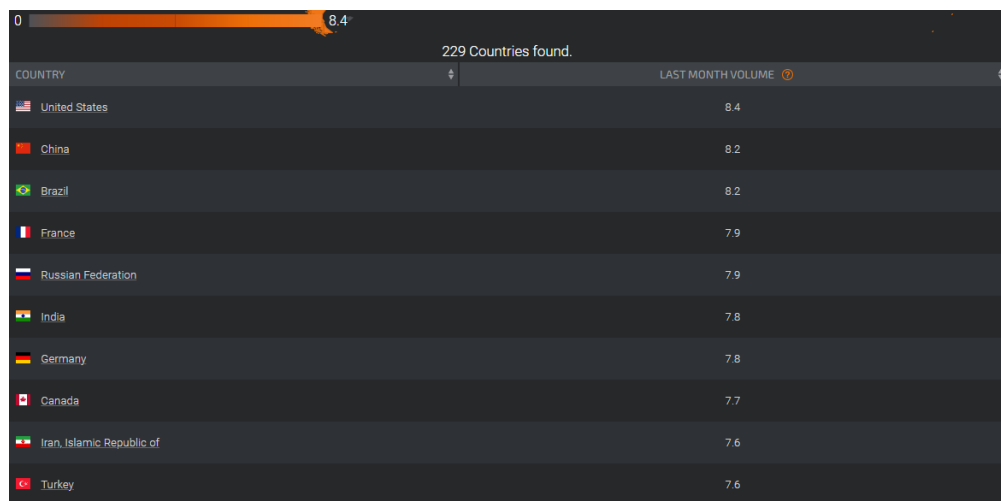 0 8.4
229 Countries found.
COUNTRY LAST MONTH VOLUME ?
United States 8.4
China 8.2
Brazil 8.2
France 7.9
Russian Federation 7.9
India 7.8
Germany 7.8
Canada 7.7
Iran, Islamic Republic of 7.6
Turkey 7.6